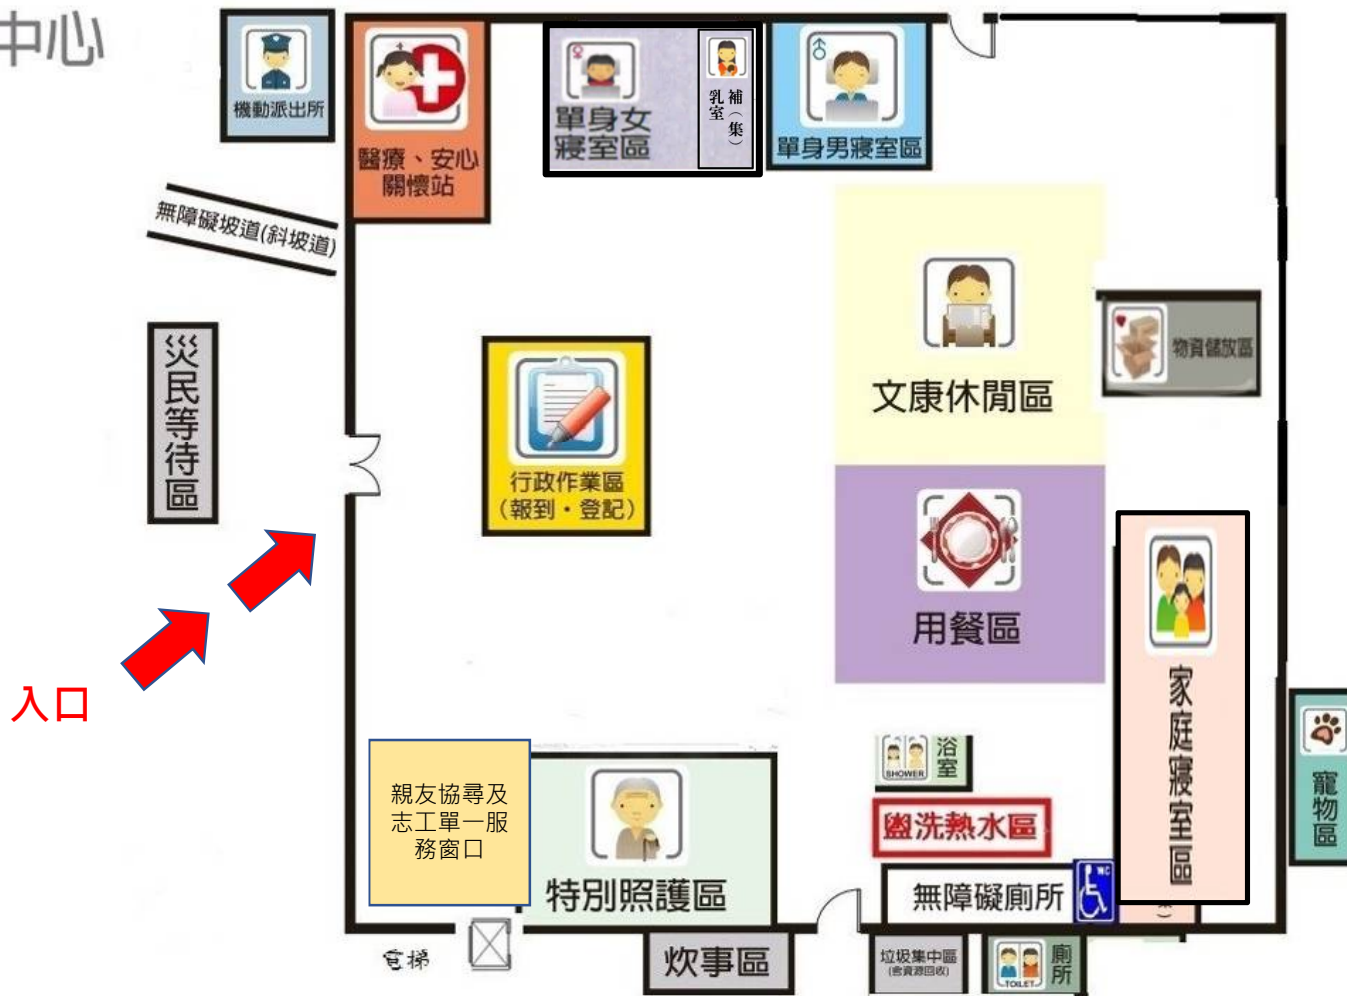 中心
機動派出所
醫療、安心
關懷站
單身女
寢室區
補(集)
乳室
單身男寢室區
無障礙坡道(斜坡道)
災民等待區
文康休閒區
物資儲放區
行政作業區
(報到・登記)
用餐區
入口
家庭寢室區
寵物區
親友協尋及
志工單一服
務窗口
特別照護區
浴室
SHOWER
盥洗熱水區
無障礙廁所
WC
電梯
炊事區
垃圾集中區
(含資源回收)
廁所
TOILET